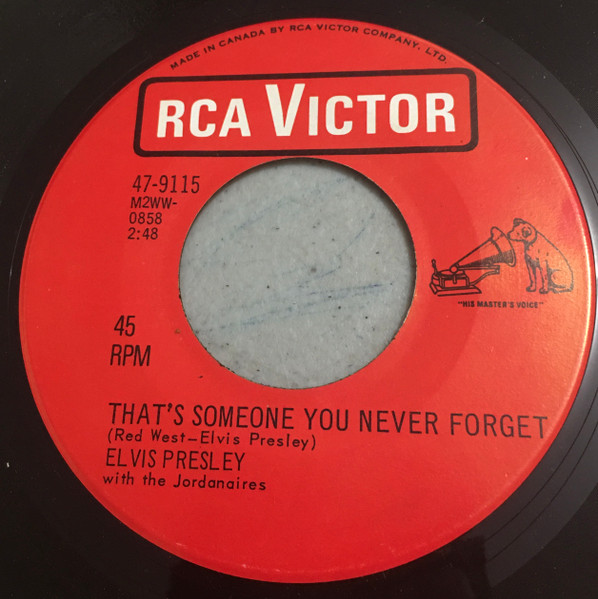 MADE IN CANADA BY RCA VICTOR COMPANY, LTD.
RCA VICTOR
47-9115
M2WW-
0858
2:48
"HIS MASTER'S VOICE"
45
RPM
THAT'S SOMEONE YOU NEVER FORGET
(Red West-Elvis Presley)
ELVIS PRESLEY
with the Jordanaires